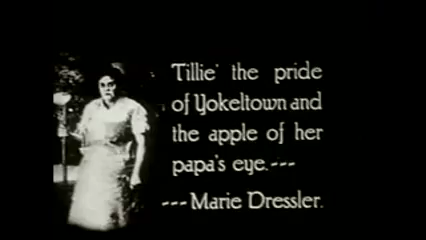 'Tillie' the pride
of Yokeltown and
the apple of her
papa's eye.---
--- Marie Dressler.